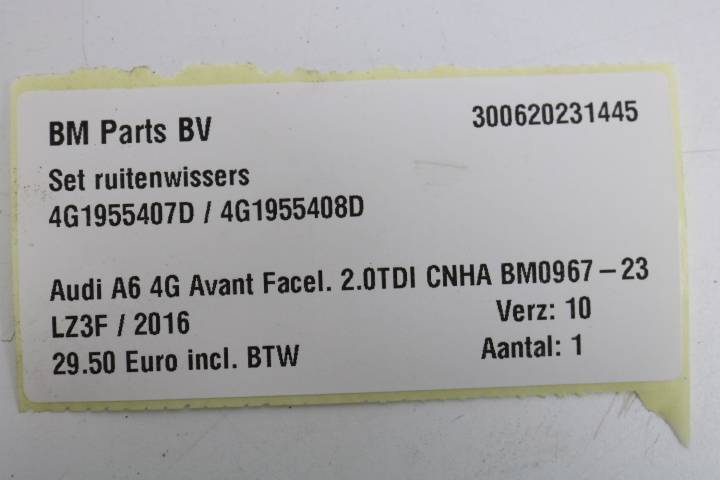 BM Parts BV 300620231445
Set ruitenwissers
4G1955407D / 4G1955408D
Audi A6 4G Avant Facel. 2.0TDI CNHA BM0967 – 23
LZ3F / 2016 Verz: 10
29.50 Euro incl. BTW Aantal: 1